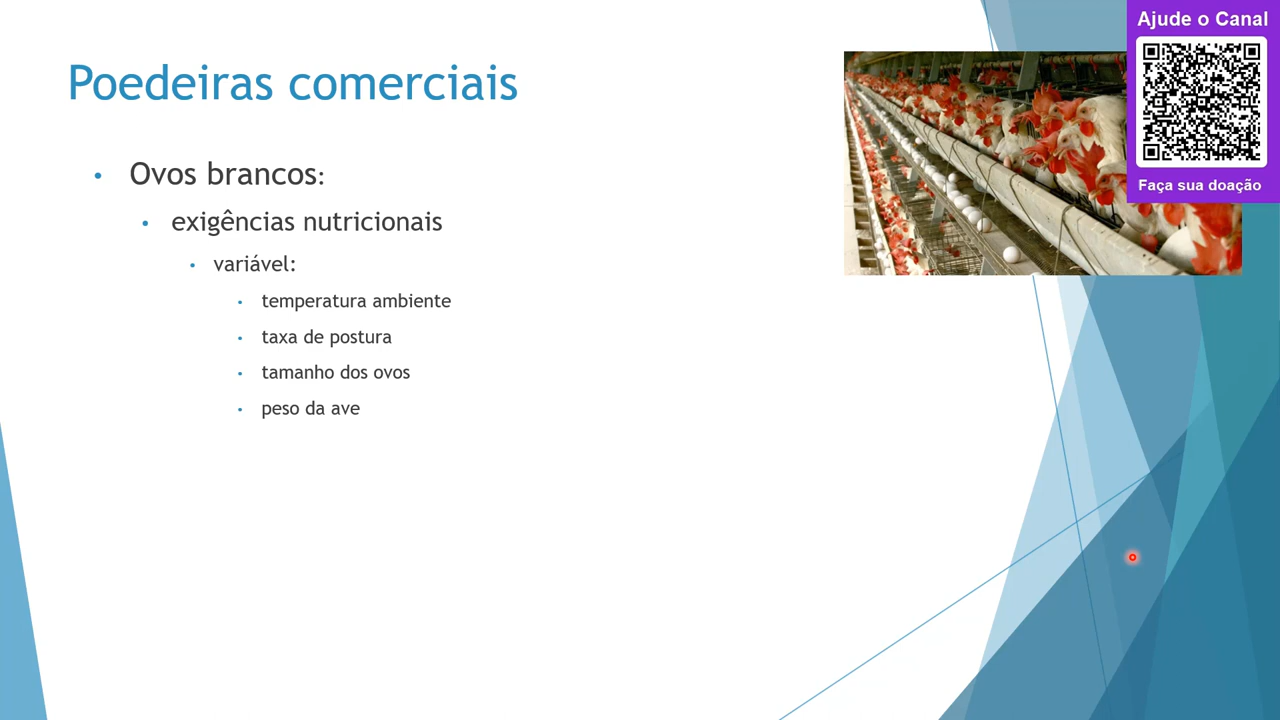 Poedeiras comerciais
• Ovos brancos:
• exigências nutricionais
• variável:
• temperatura ambiente
• taxa de postura
• tamanho dos ovos
• peso da ave
Ajude o Canal
Faça sua doação